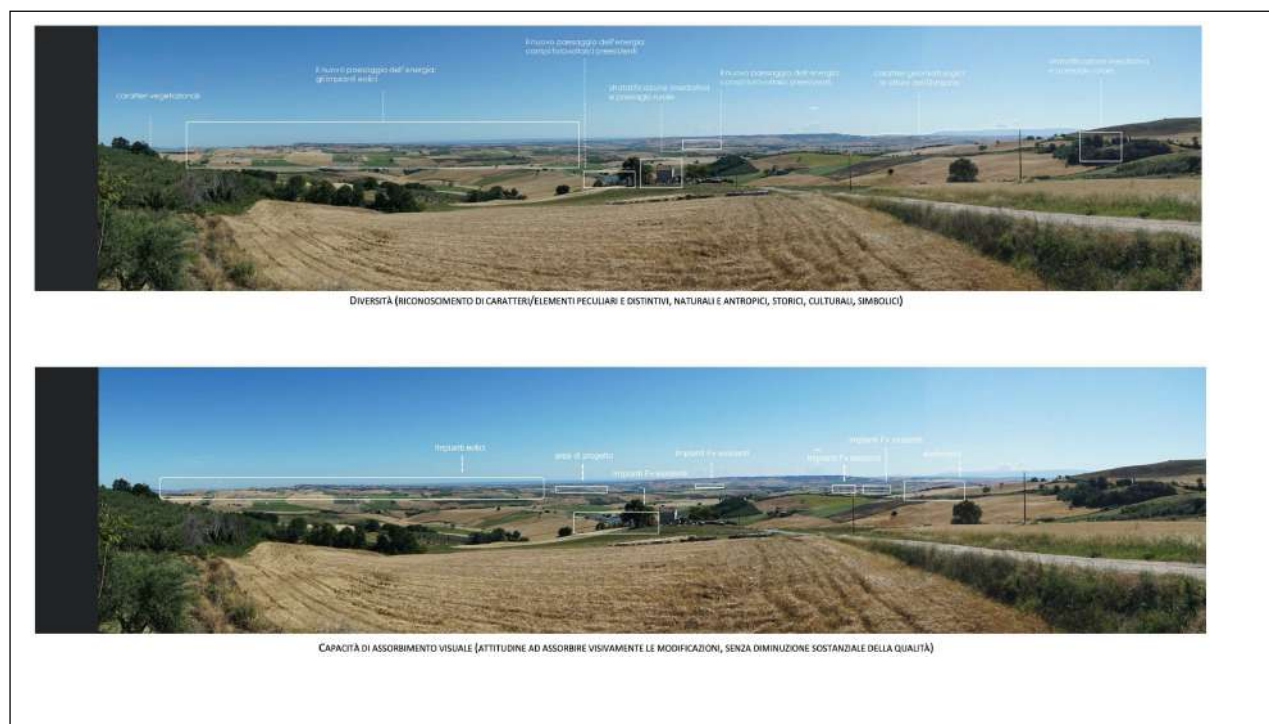 Il nuovo paesaggio dell'energia:
campi fotovoltaici preesistenti
Il nuovo paesaggio dell'energia:
gli impianti eolici
Il nuovo paesaggio dell'energia:
campi fotovoltaici preesistenti
caratteri geomorfologici
stratificazione insediativa
e paesaggio rurale
stratificazione insediativa
e paesaggio rurale
caratteri vegetazionali
DIVERSITÀ (RICONOSCIMENTO DI CARATTERI/ELEMENTI PECULIARI E DISTINTIVI, NATURALI E ANTROPICI, STORICI, CULTURALI, SIMBOLICI)
impianti eolici
area di progetto
impianti Fv esistenti
impianti Fv esistenti
impianti Fv esistenti
impianti Fv esistenti
CAPACITÀ DI ASSORBIMENTO VISUALE (ATTITUDINE AD ASSORBIRE VISIVAMENTE LE MODIFICAZIONI, SENZA DIMINUZIONE SOSTANZIALE DELLA QUALITÀ)